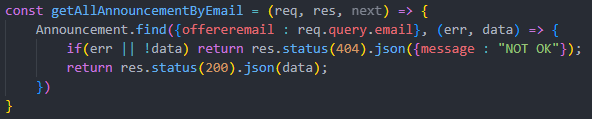 const getAllAnnouncementByEmail = (req, res, next) => {
    Announcement.find({offereremail : req.query.email}, (err, data) => {
        if(err || !data) return res.status(404).json({message : "NOT OK"});
        return res.status(200).json(data);
    })
}